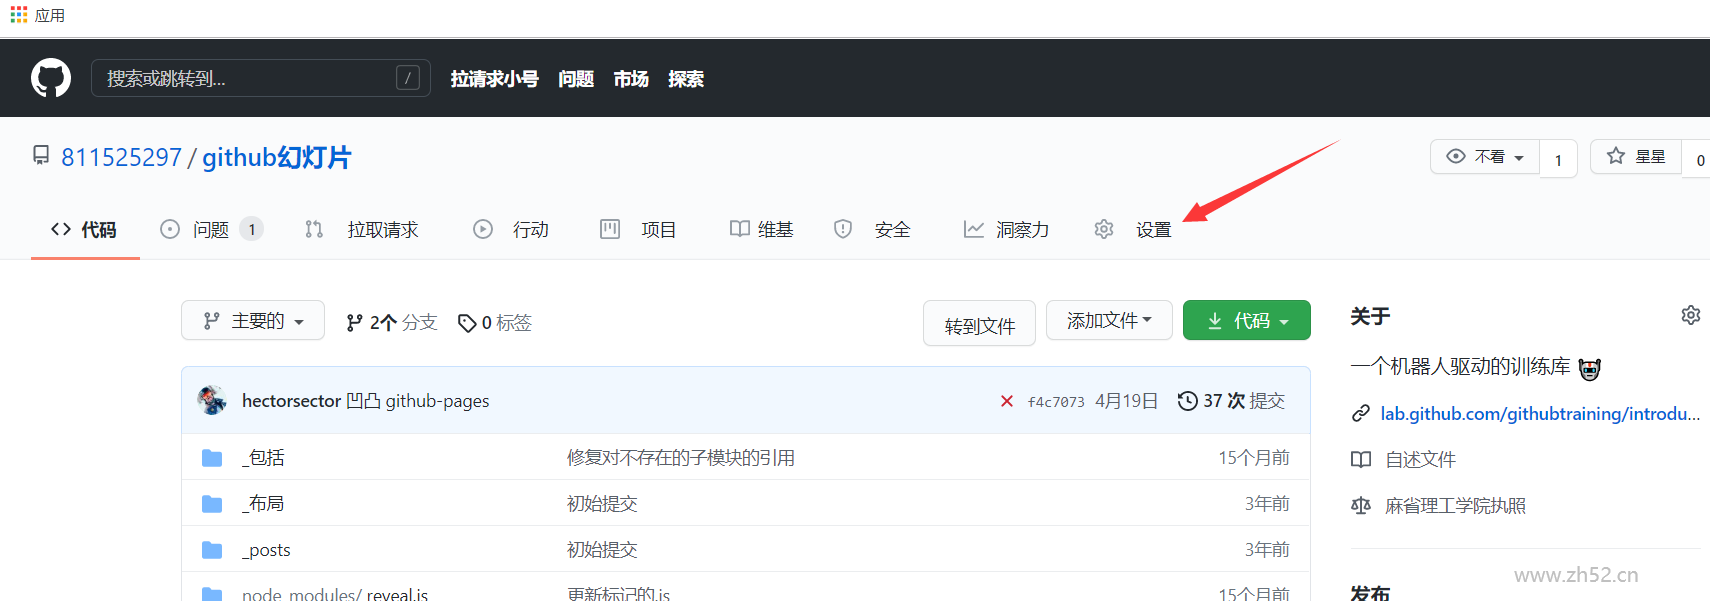 应用
搜索或跳转到... / 拉请求小号 问题 市场 探索
811525297 / github幻灯片 不看 1 星星 0
代码 问题 1 拉取请求 行动 项目 维基 安全 洞察力 设置
主要的 2个 分支 0 标签 转到文件 添加文件 代码 关于
一个机器人驱动的训练库
hectorsector 凹凸 github-pages f4c7073 4月19日 37 次 提交
lab.github.com/githubtraining/introdu...
_包括 修复对不存在的子模块的引用 15个月前
自述文件
_布局 初始提交 3年前
麻省理工学院执照
_posts 初始提交 3年前
www.zh52.cn
node_modules/ reveal.js 更新标记的.js 15个月前
发布